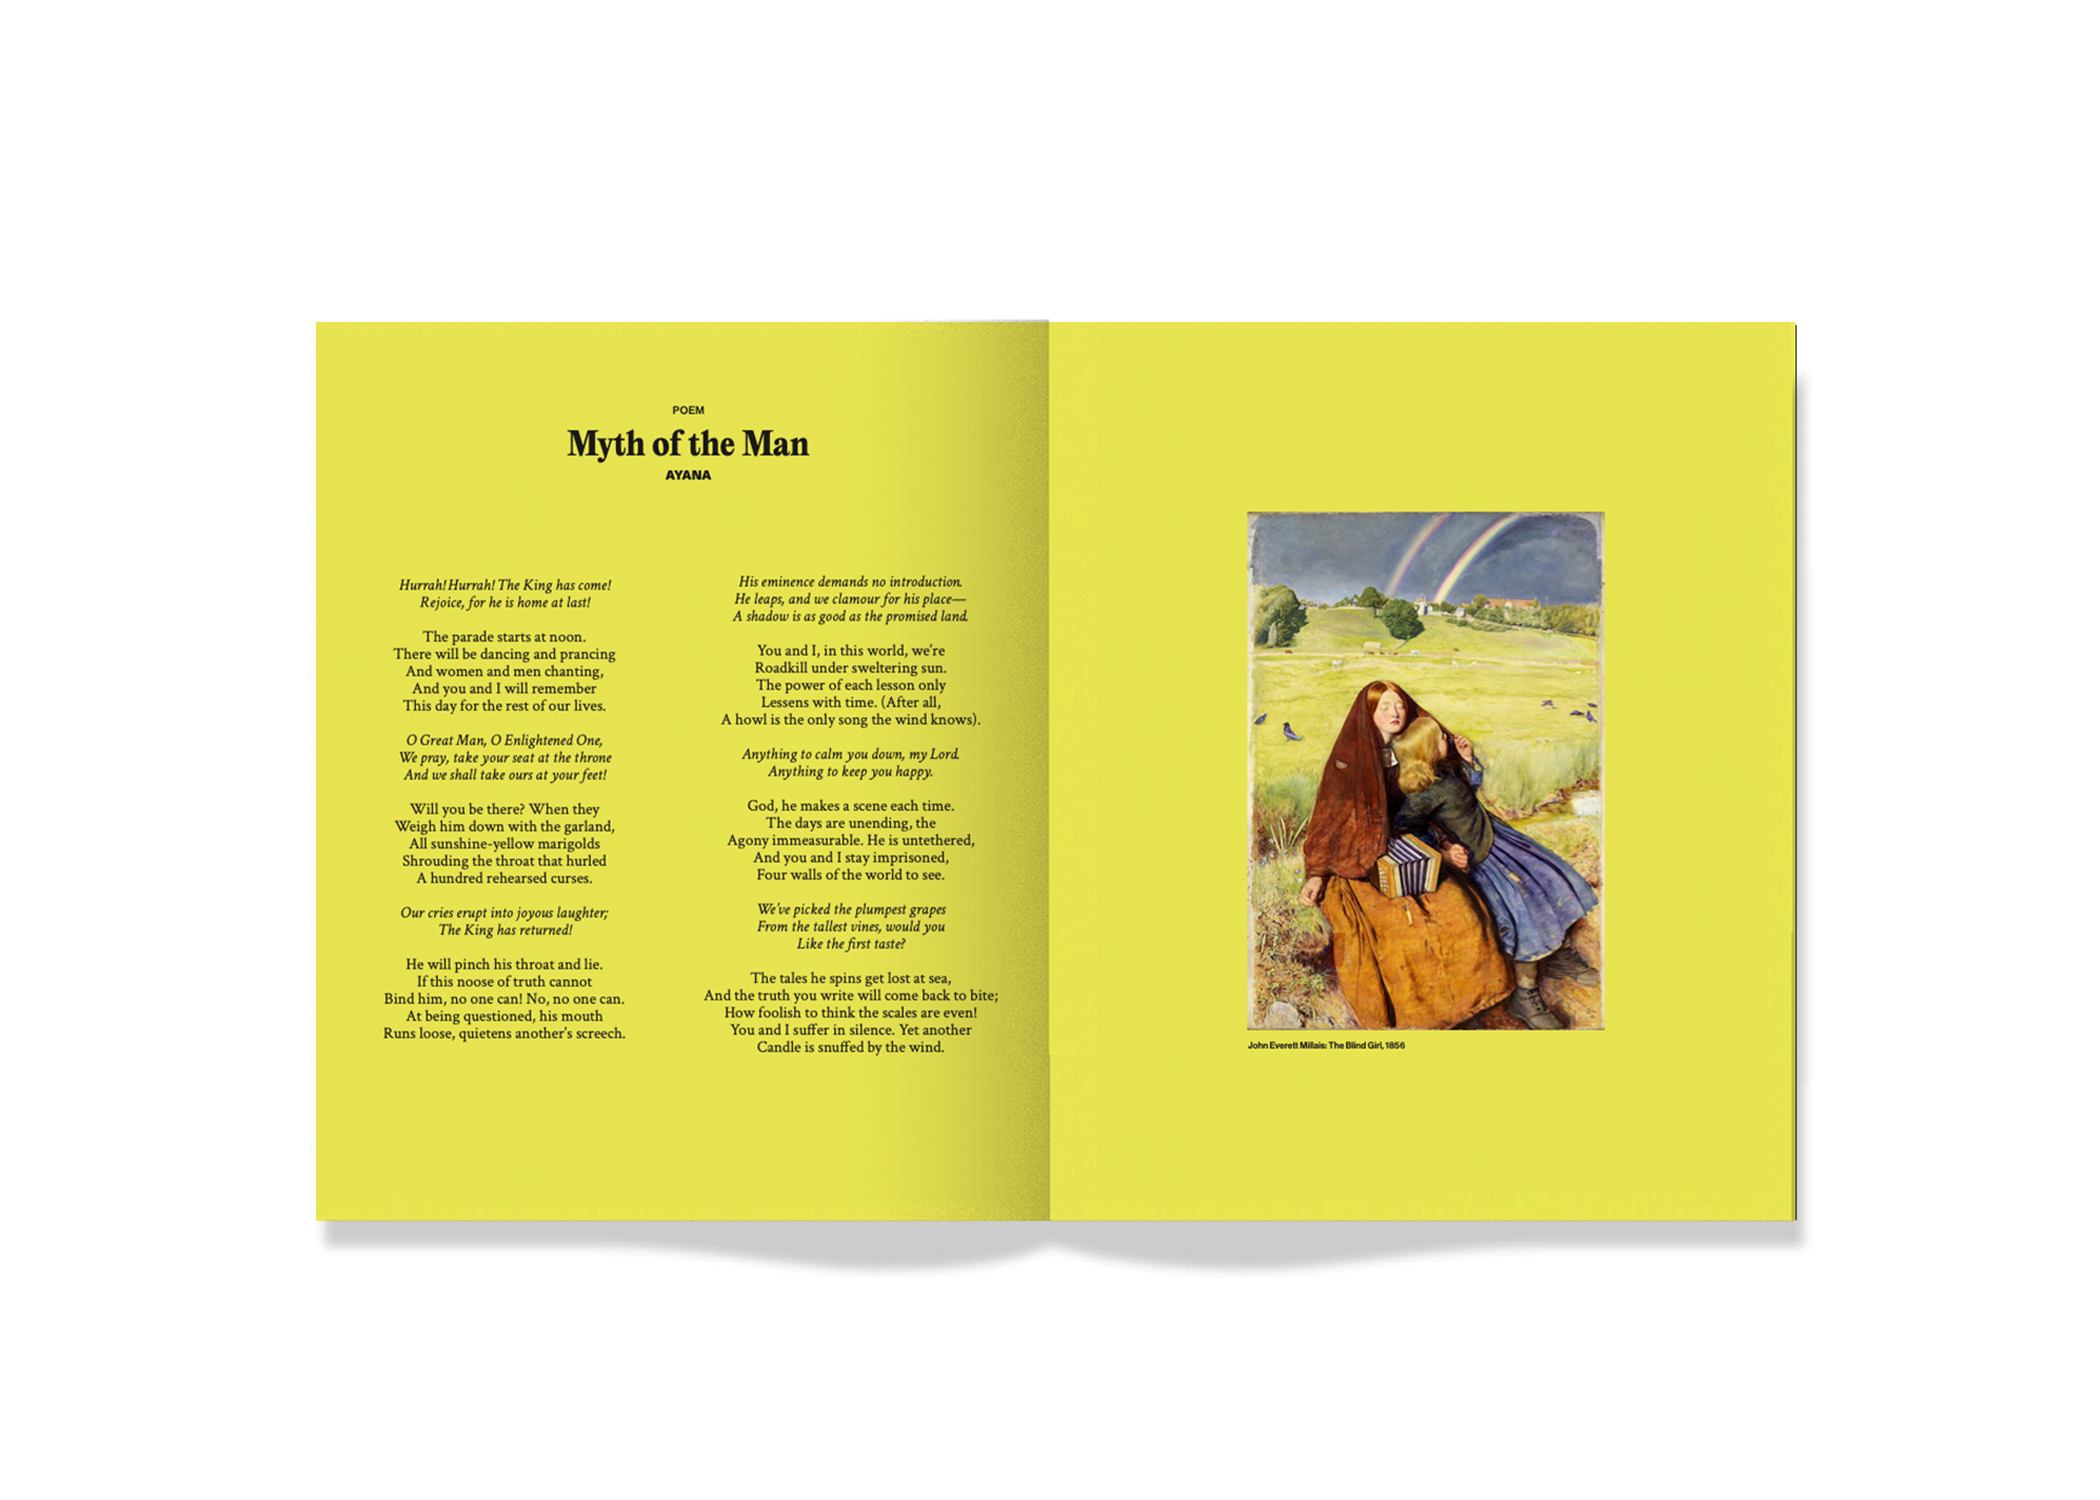 POEM
Myth of the Man
AYANA
Hurrah! Hurrah! The King has come!
Rejoice, for he is home at last!
The parade starts at noon.
There will be dancing and prancing
And women and men chanting,
And you and I will remember
This day for the rest of our lives.
O Great Man, O Enlightened One,
We pray, take your seat at the throne
And we shall take ours at your feet!
Will you be there? When they
Weigh him down with the garland,
All sunshine-yellow marigolds
Shrouding the throat that hurled
A hundred rehearsed curses.
Our cries erupt into joyous laughter;
The King has returned!
He will pinch his throat and lie.
If this noose of truth cannot
Bind him, no one can! No, no one can.
At being questioned, his mouth
Runs loose, quietens another's screech.
His eminence demands no introduction.
He leaps, and we clamour for his place—
A shadow is as good as the promised land.
You and I, in this world, we're
Roadkill under sweltering sun.
The power of each lesson only
Lessens with time. (After all,
A howl is the only song the wind knows).
Anything to calm you down, my Lord.
Anything to keep you happy.
God, he makes a scene each time.
The days are unending, the
Agony immeasurable. He is untethered,
And you and I stay imprisoned,
Four walls of the world to see.
We've picked the plumpest grapes
From the tallest vines, would you
Like the first taste?
The tales he spins get lost at sea,
And the truth you write will come back to bite;
How foolish to think the scales are even!
You and I suffer in silence. Yet another
Candle is snuffed by the wind.
John Everett Millais: The Blind Girl, 1856